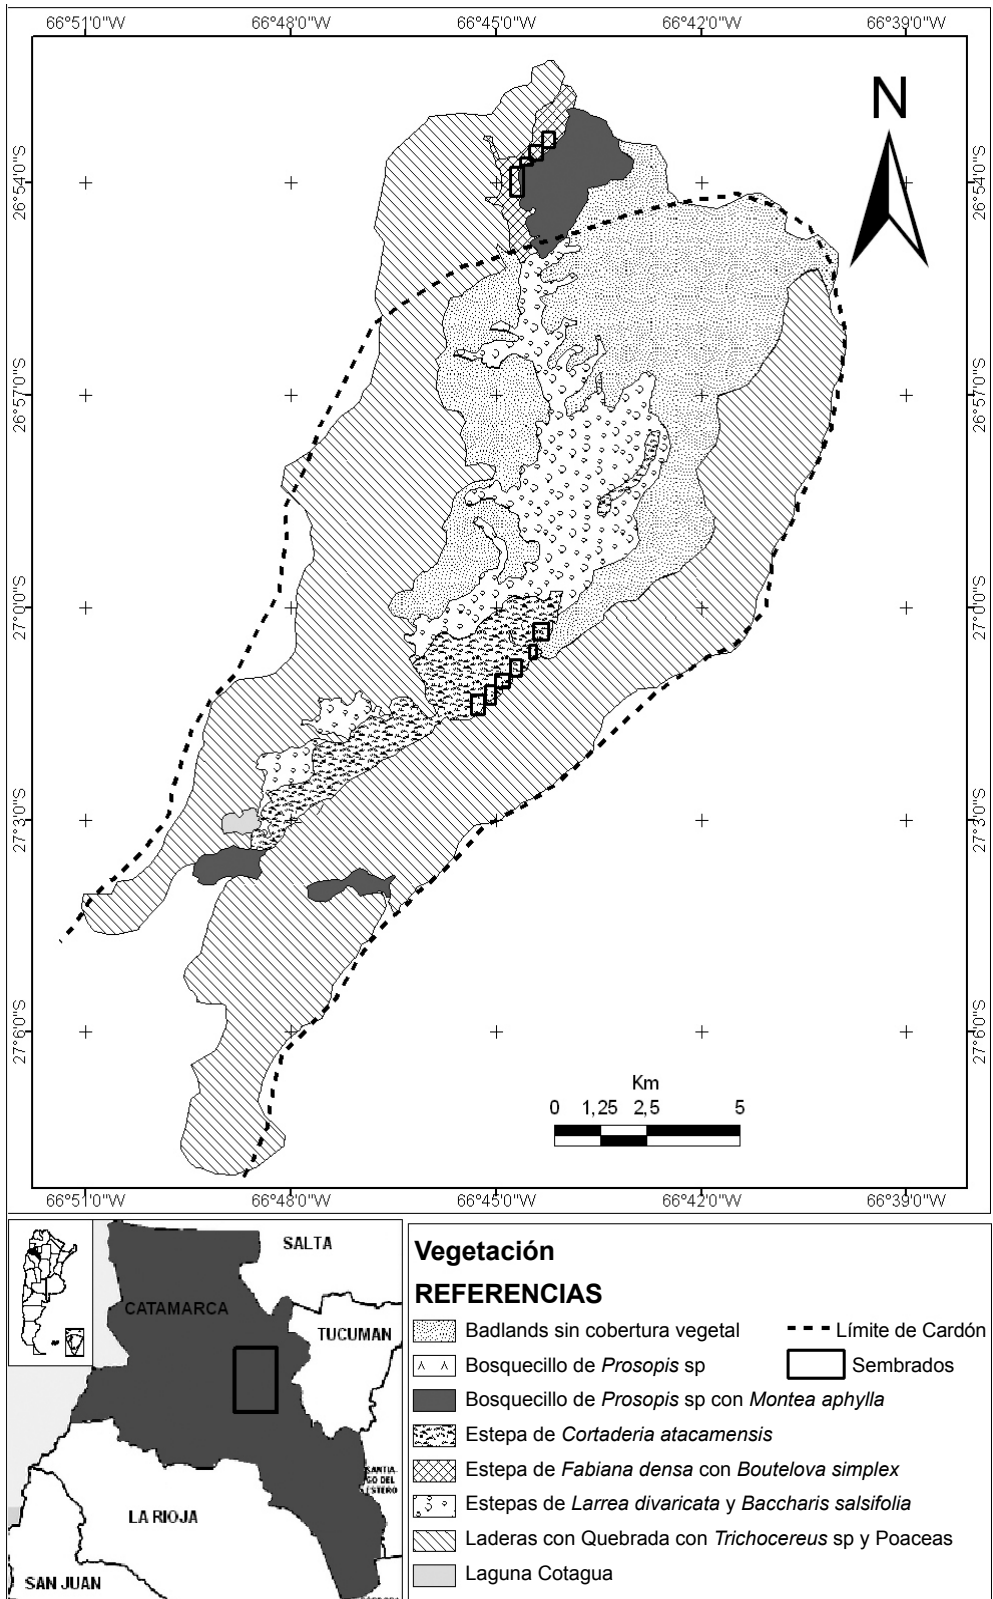 66°51'0"W 66°48'0"W 66°45'0"W 66°42'0"W 66°39'0"W
N
26°54'0"S 26°54'0"S
26°57'0"S 26°57'0"S
27°0'0"S 27°0'0"S
27°3'0"S 27°3'0"S
27°6'0"S 27°6'0"S
Km
0 1,25 2,5 5
66°51'0"W 66°48'0"W 66°45'0"W 66°42'0"W 66°39'0"W
SALTA
CATAMARCA
TUCUMAN
SANTIA-
GO DEL
ESTERO
LA RIOJA
SAN JUAN
Vegetación
REFERENCIAS
Badlands sin cobertura vegetal
Límite de Cardón
Bosquecillo de Prosopis sp
Sembrados
Bosquecillo de Prosopis sp con Montea aphylla
Estepa de Cortaderia atacamensis
Estepa de Fabiana densa con Boutelova simplex
Estepas de Larrea divaricata y Baccharis salsifolia
Laderas con Quebrada con Trichocereus sp y Poaceas
Laguna Cotagua